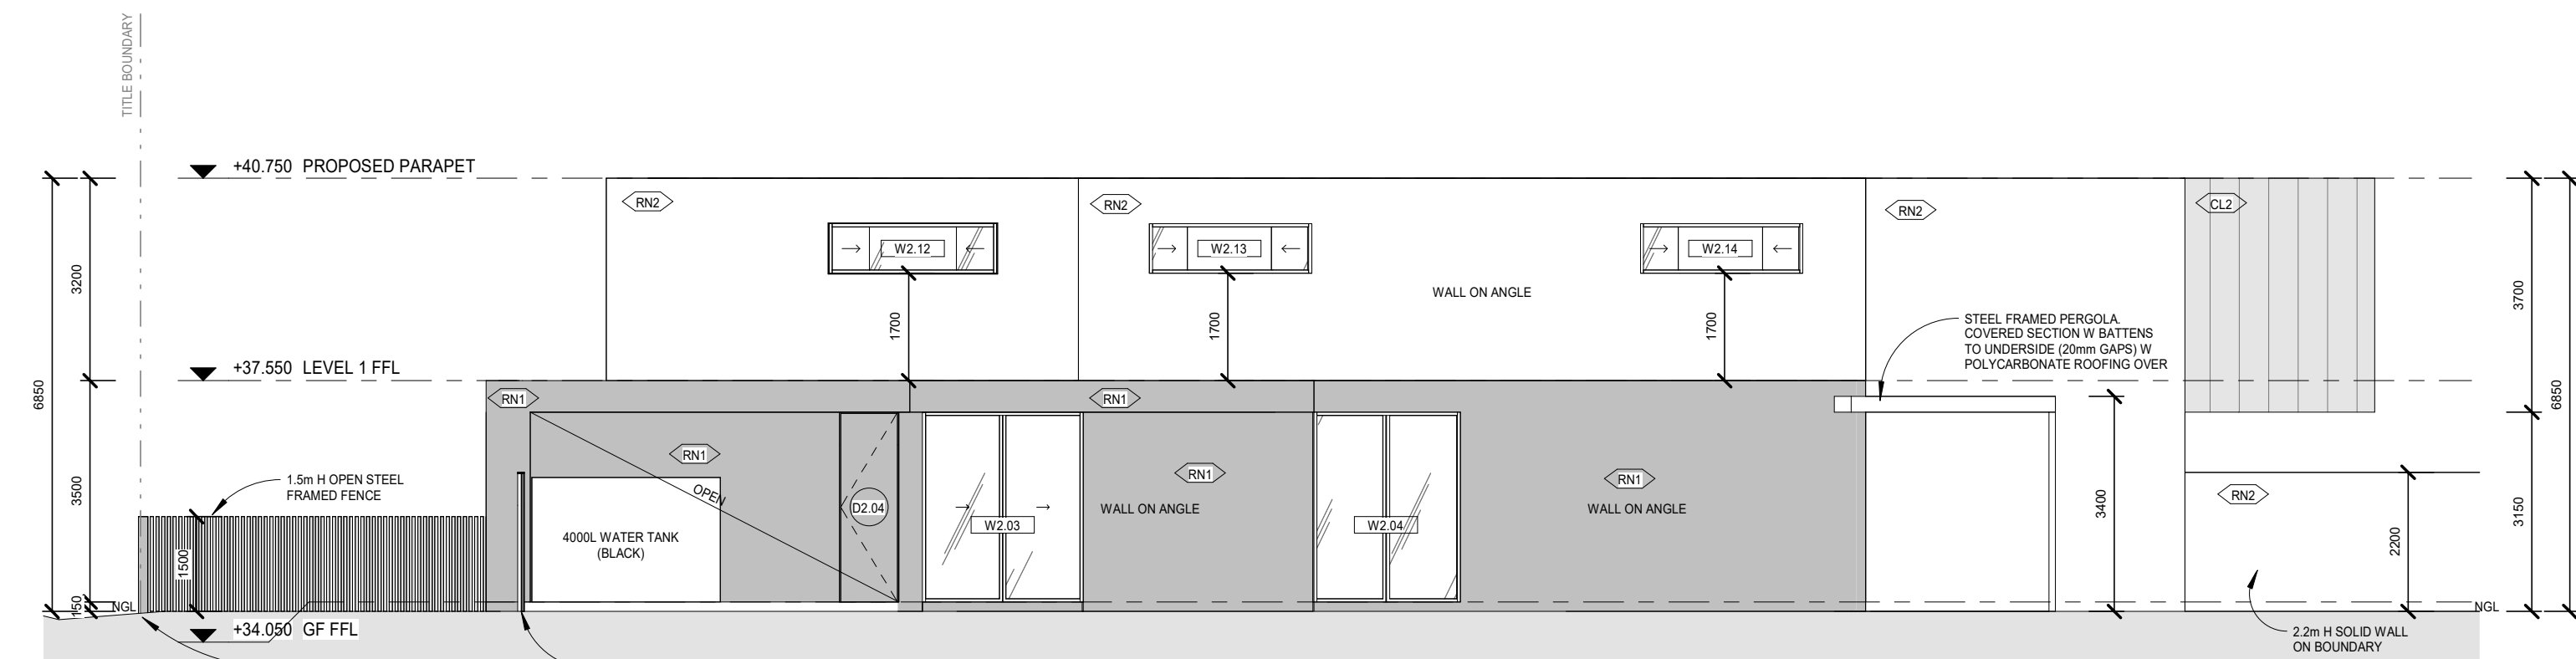 TITLE BOUNDARY
+40.750 PROPOSED PARAPET
RN2
RN2
RN2
CL2
W2.12
W2.13
W2.14
3200
1700
1700
1700
WALL ON ANGLE
3700
STEEL FRAMED PERGOLA.
COVERED SECTION W BATTENS
TO UNDERSIDE (20mm GAPS) W
POLYCARBONATE ROOFING OVER
+37.550 LEVEL 1 FFL
6850
6850
RN1
RN1
RN1
RN1
RN1
1.5m H OPEN STEEL
FRAMED FENCE
3500
OPEN
D2.04
WALL ON ANGLE
WALL ON ANGLE
W2.03
W2.04
4000L WATER TANK
(BLACK)
1500
3400
RN2
2200
3150
150
NGL
NGL
+34.050 GF FFL
2.2m H SOLID WALL
ON BOUNDARY